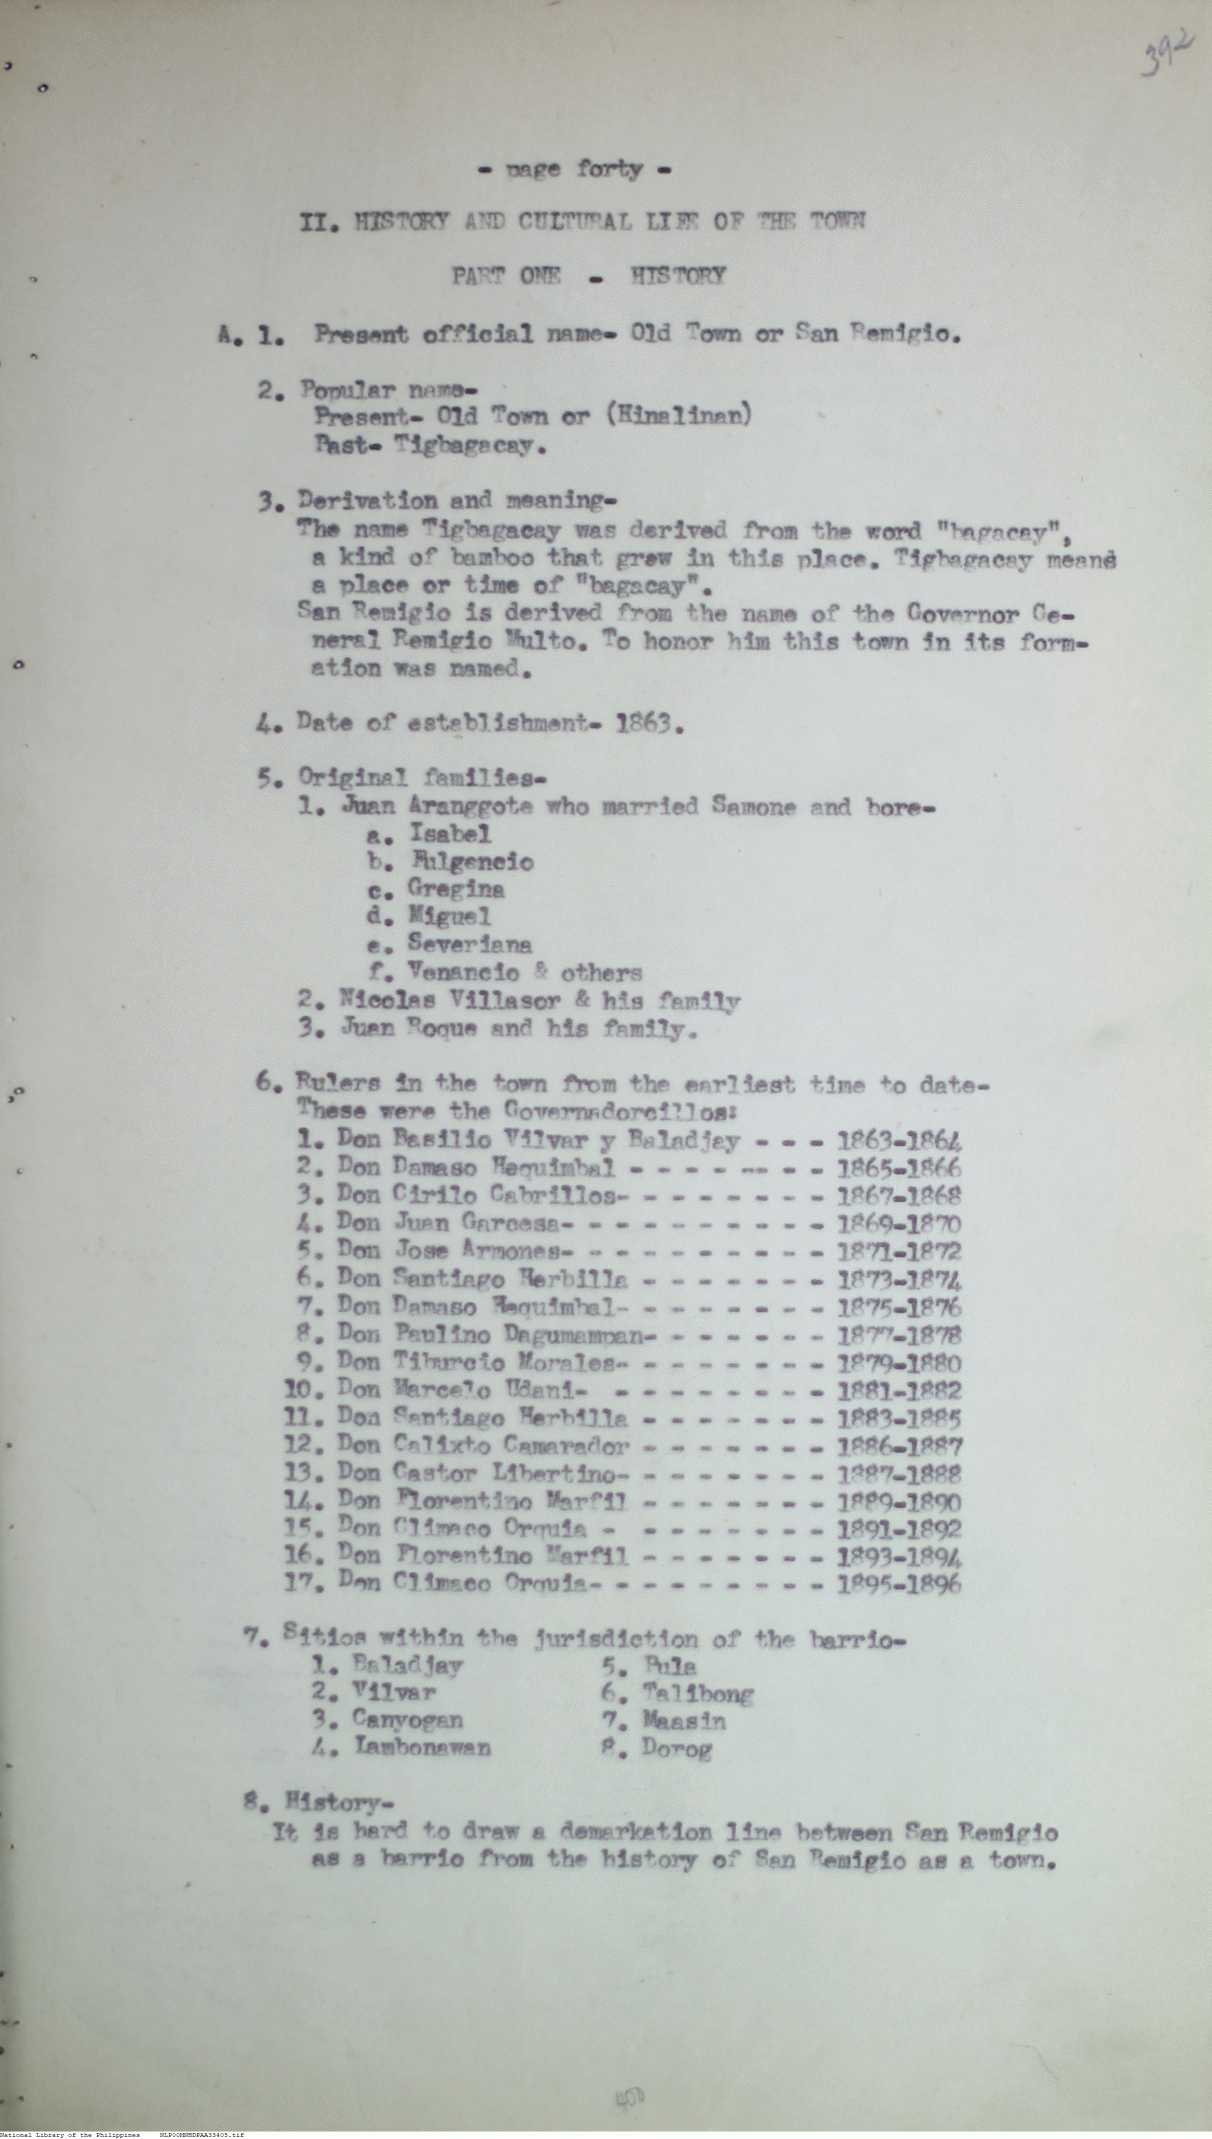 392
- page forty -
II. HISTORY AND CULTURAL LIFE OF THE TOWN
PART ONE - HISTORY
A. 1. Present official name- Old Town or San Remigio.
2. Popular name-
Present- Old Town or (Hinalinan)
Past- Tigbagacay.
3. Derivation and meaning-
The name Tigbagacay was derived from the word "bagacay",
a kind of bamboo that grew in this place. Tigbagacay means
a place or time of "bagacay".
San Remigio is derived from the name of the Governor Ge-
neral Remigio Multo. To honor him this town in its form-
ation was named.
4. Date of establishment- 1863.
5. Original families-
1. Juan Aranggote who married Samone and bore-
a. Isabel
b. Fulgencio
c. Gregina
d. Miguel
e. Severiana
f. Venancio & others
2. Nicolas Villasor & his family
3. Juan Roque and his family.
6. Rulers in the town from the earliest time to date-
These were the Governadorcillos:
1. Don Basilio Vilvar y Baladjay - - - 1863-1864
2. Don Damaso Hequimbal - - - - - -- - - 1865-1866
3. Don Cirilo Cabrillos- - - - - - - - 1867-1868
4. Don Juan Garcesa- - - - - - - - - - 1869-1870
5. Don Jose Armones- - - - - - - - - - 1871-1872
6. Don Santiago Herbilla - - - - - - - 1873-1874
7. Don Damaso Hequimbal- - - - - - - - 1875-1876
8. Don Paulino Dagumampan- - - - - - - 1877-1878
9. Don Tiburcio Morales- - - - - - - - 1879-1880
10. Don Marcelo Udani- - - - - - - - - 1881-1882
11. Don Santiago Herbilla - - - - - - - 1883-1885
12. Don Calixto Camarador - - - - - - - 1886-1887
13. Don Castor Libertino- - - - - - - - 1887-1888
14. Don Florentino Marfil - - - - - - - 1889-1890
15. Don Climaco Orquia - - - - - - - - 1891-1892
16. Don Florentino Marfil - - - - - - - 1893-1894
17. Don Climaco Orquia- - - - - - - - - 1895-1896
7. Sitios within the jurisdiction of the barrio-
1. Baladjay 5. Pula
2. Vilvar 6. Talibong
3. Canyogan 7. Maasin
4. Lambonawan 8. Dorog
8. History-
It is hard to draw a demarkation line between San Remigio
as a barrio from the history of San Remigio as a town.
400
National Library of the Philippines NLP00MNHDPAA33405.tif